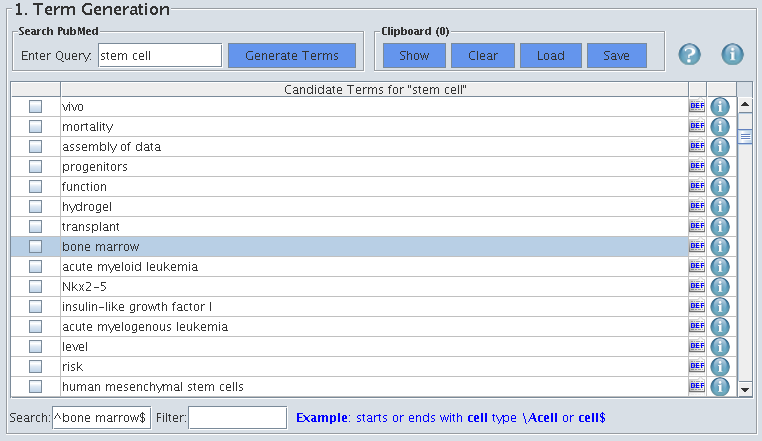 1. Term Generation
Search PubMed
Enter Query: stem cell Generate Terms
Clipboard (0)
Show Clear Load Save ? i
Candidate Terms for "stem cell"
vivo DEF i
mortality DEF i
assembly of data DEF i
progenitors DEF i
function DEF i
hydrogel DEF i
transplant DEF i
bone marrow DEF i
acute myeloid leukemia DEF i
Nkx2-5 DEF i
insulin-like growth factor I DEF i
acute myelogenous leukemia DEF i
level DEF i
risk DEF i
human mesenchymal stem cells DEF i
Search: ^bone marrow$ Filter: Example: starts or ends with cell type \Acell or cell$